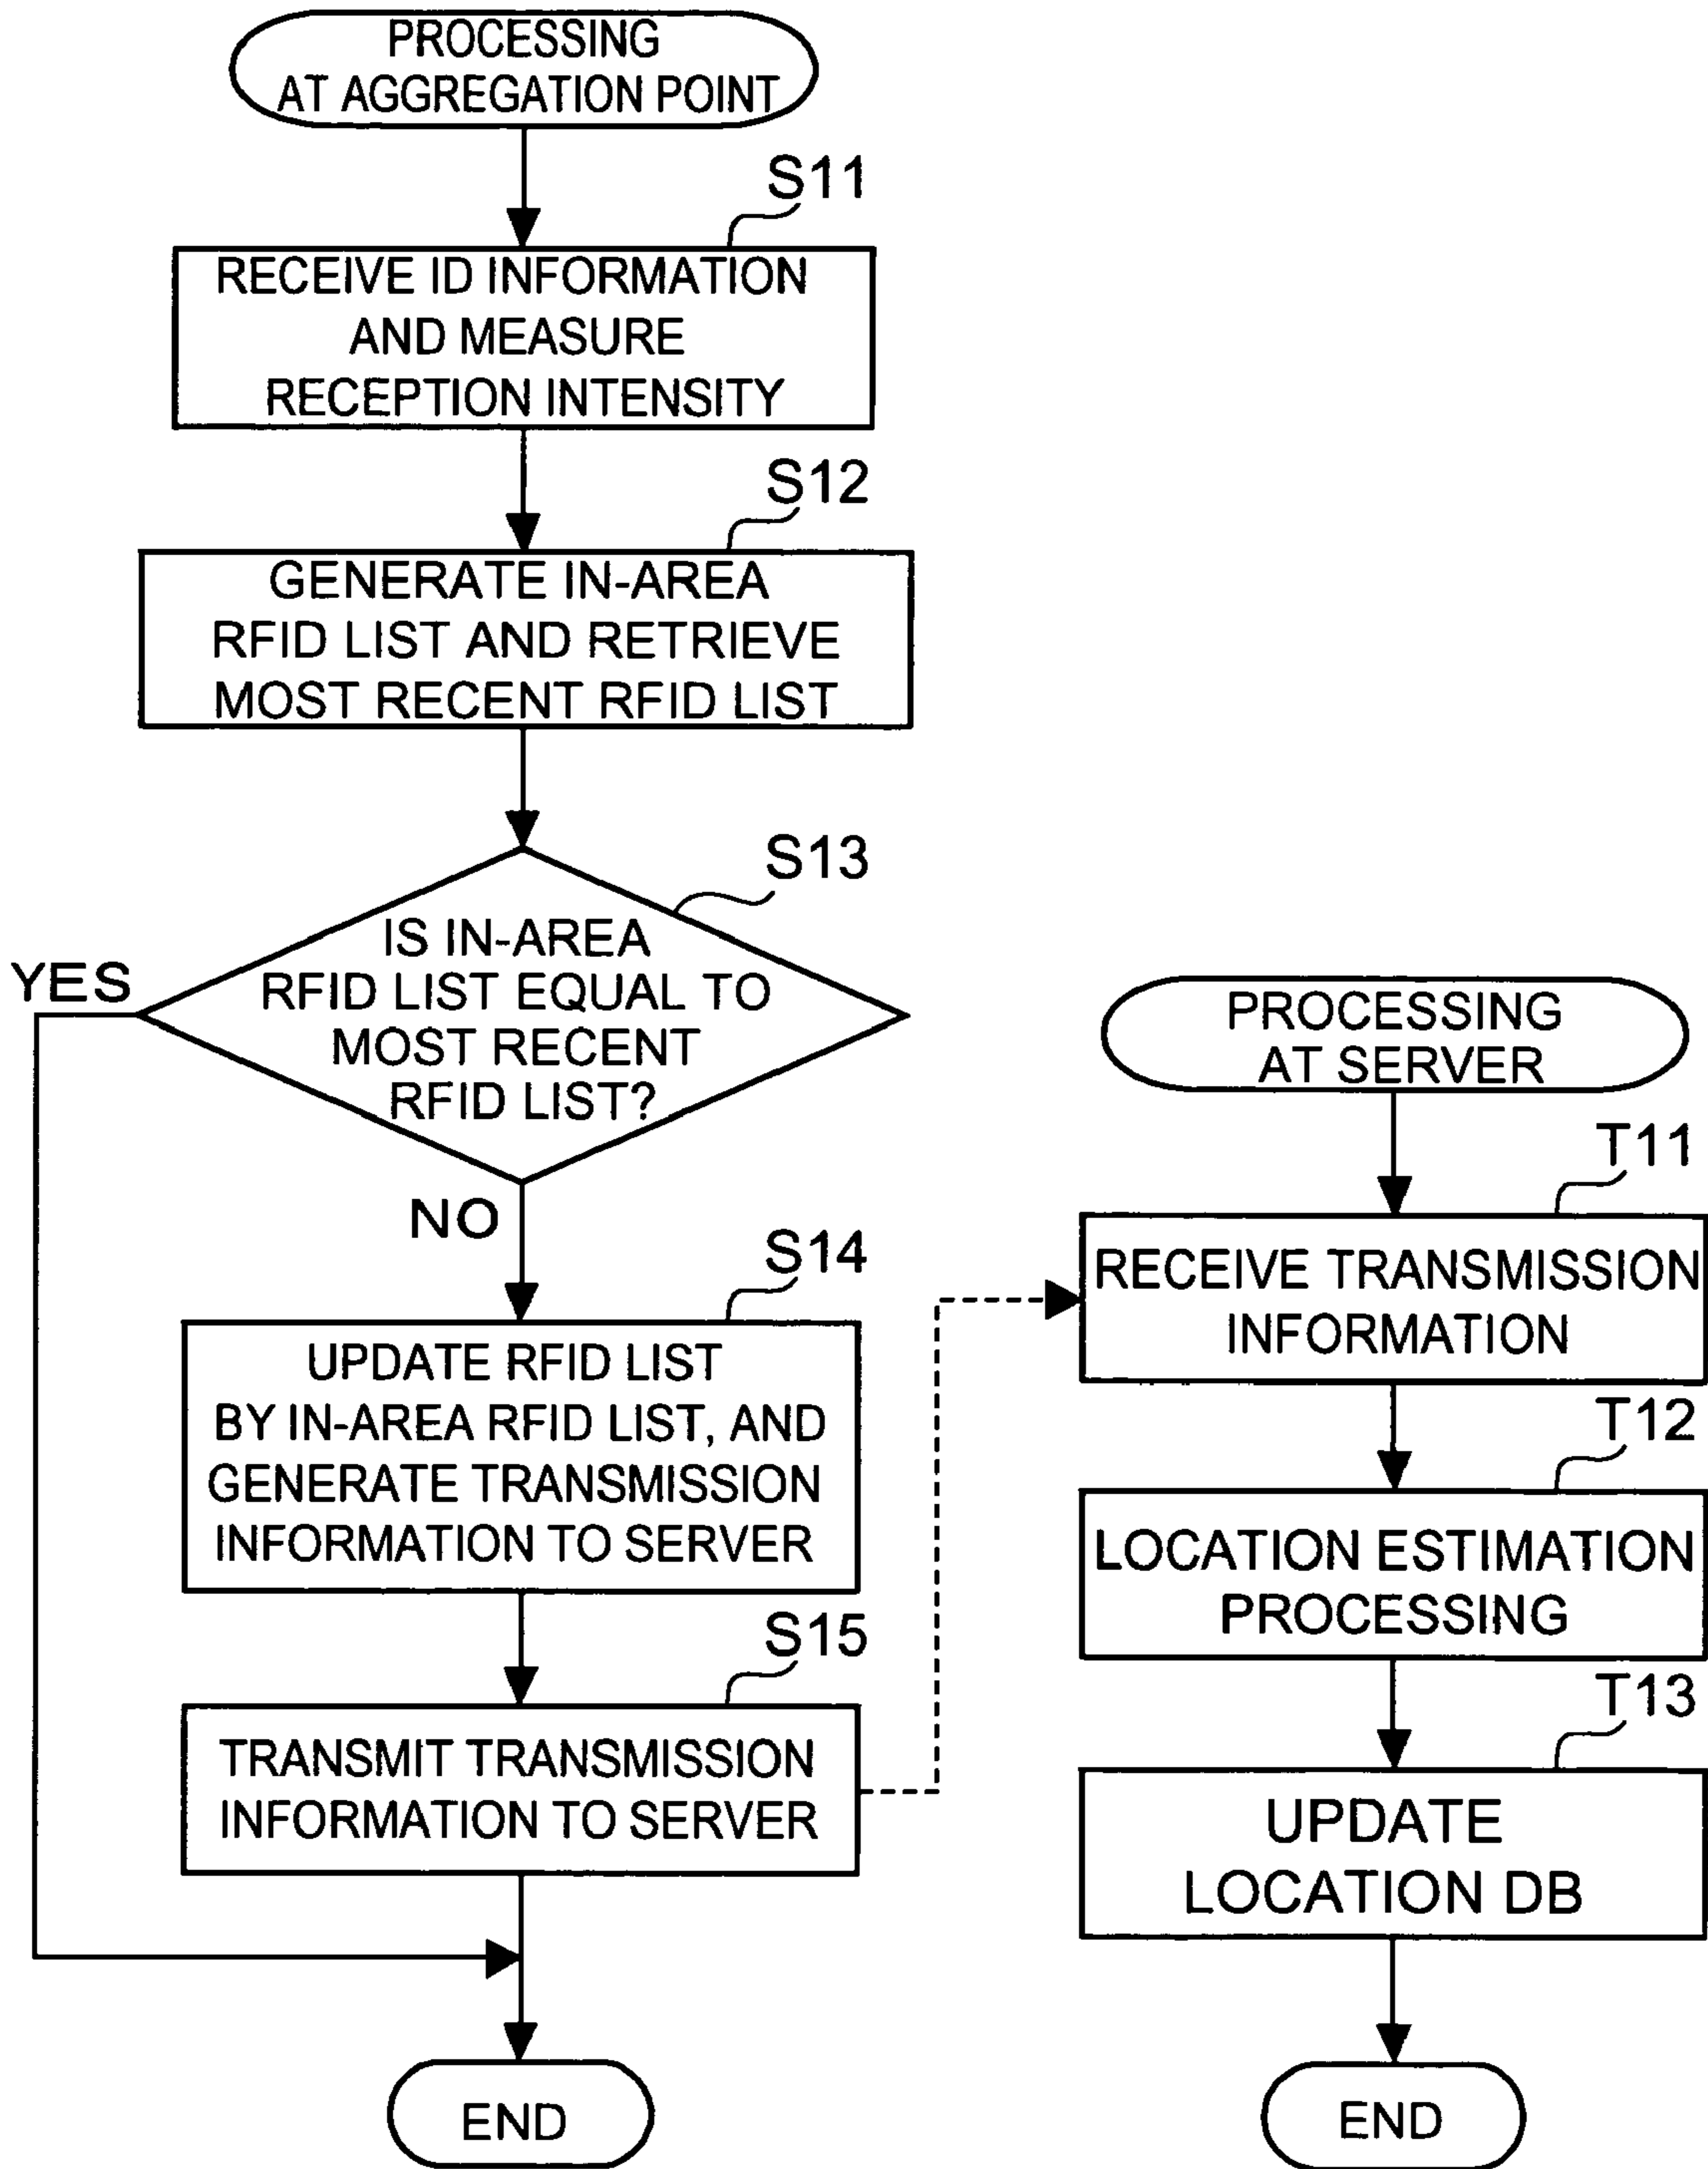 PROCESSING
AT AGGREGATION POINT
S11
RECEIVE ID INFORMATION
AND MEASURE
RECEPTION INTENSITY
S12
GENERATE IN-AREA
RFID LIST AND RETRIEVE
MOST RECENT RFID LIST
S13
IS IN-AREA
RFID LIST EQUAL TO
MOST RECENT
RFID LIST?
YES
NO
S14
UPDATE RFID LIST
BY IN-AREA RFID LIST, AND
GENERATE TRANSMISSION
INFORMATION TO SERVER
S15
TRANSMIT TRANSMISSION
INFORMATION TO SERVER
END
PROCESSING
AT SERVER
T11
RECEIVE TRANSMISSION
INFORMATION
T12
LOCATION ESTIMATION
PROCESSING
T13
UPDATE
LOCATION DB
END